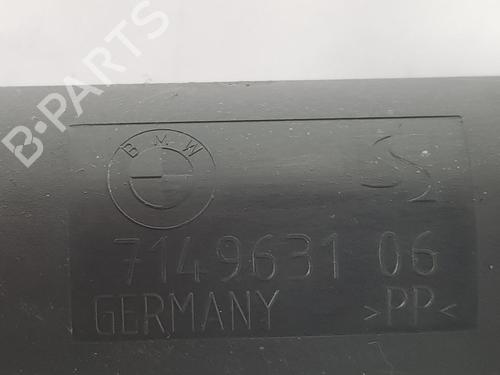 B-PARTS
BMW
7149631 06
GERMANY >PP<